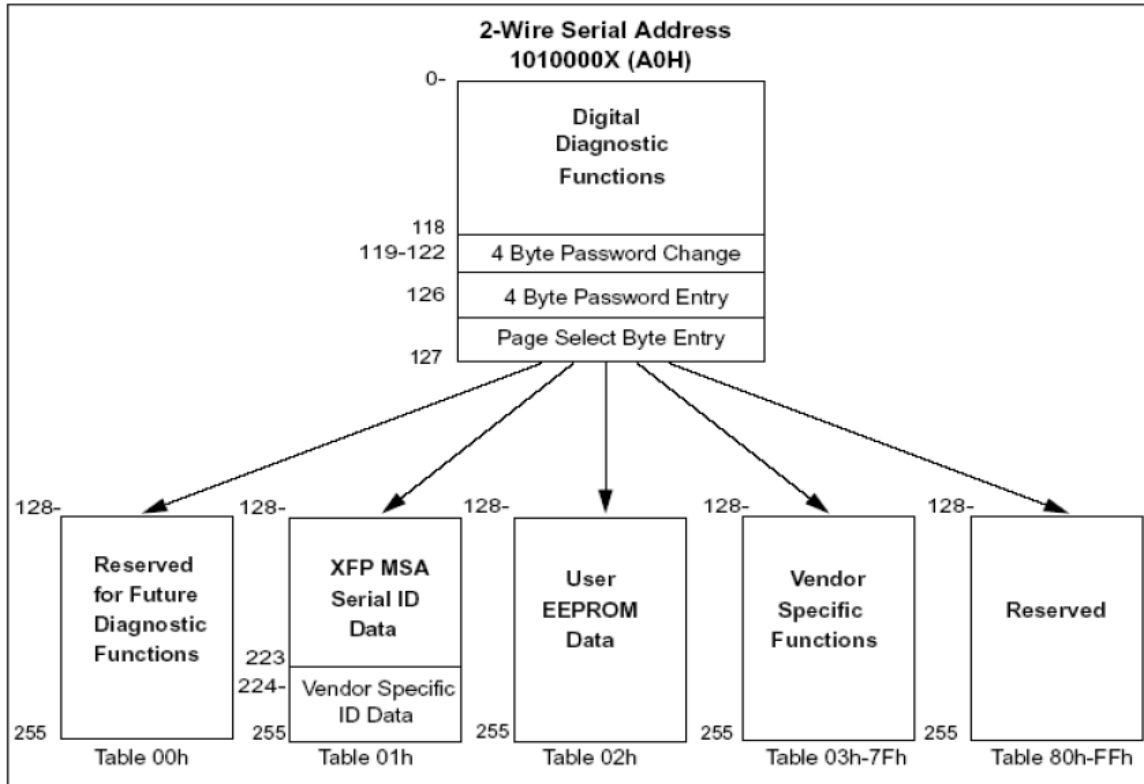 2-Wire Serial Address
1010000X (A0H)
0-
Digital
Diagnostic
Functions
118
119-122
4 Byte Password Change
126
4 Byte Password Entry
Page Select Byte Entry
127
128-
Reserved
for Future
Diagnostic
Functions
255
Table 00h
128-
XFP MSA
Serial ID
Data
223
224-
Vendor Specific
ID Data
255
Table 01h
128-
User
EEPROM
Data
255
Table 02h
128-
Vendor
Specific
Functions
255
Table 03h-7Fh
128-
Reserved
255
Table 80h-FFh